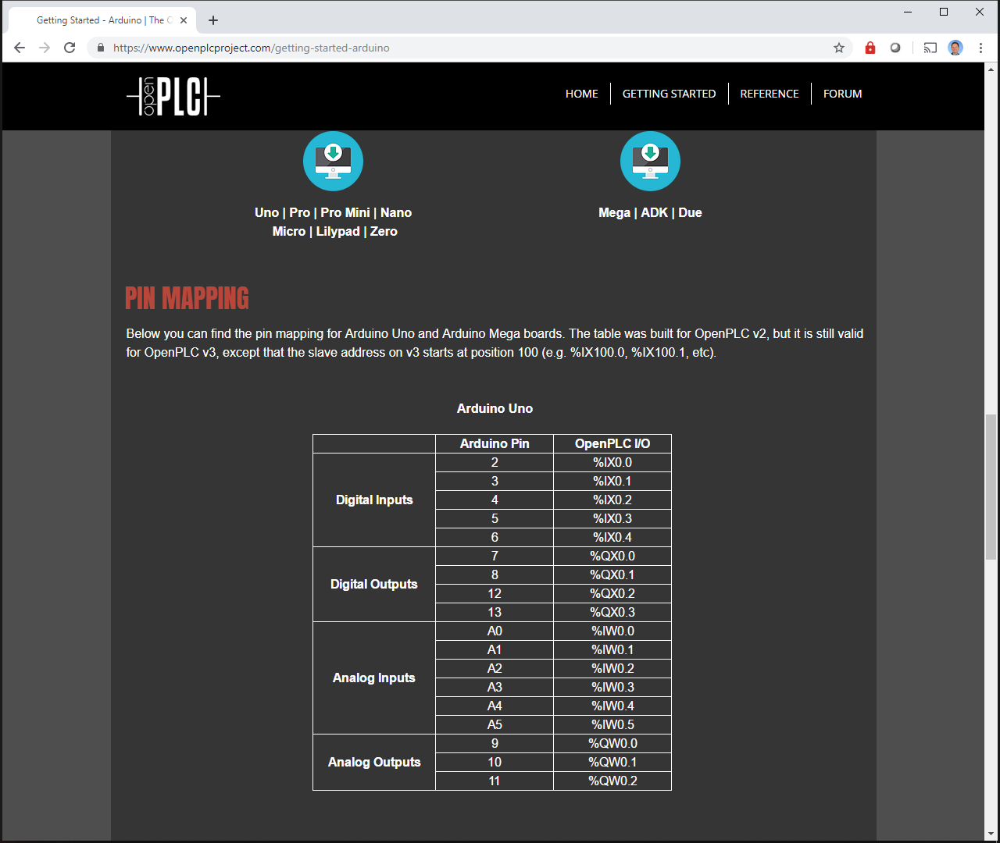 Getting Started - Arduino | The O
https://www.openplcproject.com/getting-started-arduino
open PLC
HOME
GETTING STARTED
REFERENCE
FORUM
Uno | Pro | Pro Mini | Nano
Micro | Lilypad | Zero
Mega | ADK | Due
PIN MAPPING
Below you can find the pin mapping for Arduino Uno and Arduino Mega boards. The table was built for OpenPLC v2, but it is still valid
for OpenPLC v3, except that the slave address on v3 starts at position 100 (e.g. %IX100.0, %IX100.1, etc).
Arduino Uno
Arduino Pin OpenPLC I/O
Digital Inputs
2 %IX0.0
3 %IX0.1
4 %IX0.2
5 %IX0.3
6 %IX0.4
Digital Outputs
7 %QX0.0
8 %QX0.1
12 %QX0.2
13 %QX0.3
Analog Inputs
A0 %IW0.0
A1 %IW0.1
A2 %IW0.2
A3 %IW0.3
A4 %IW0.4
A5 %IW0.5
Analog Outputs
9 %QW0.0
10 %QW0.1
11 %QW0.2